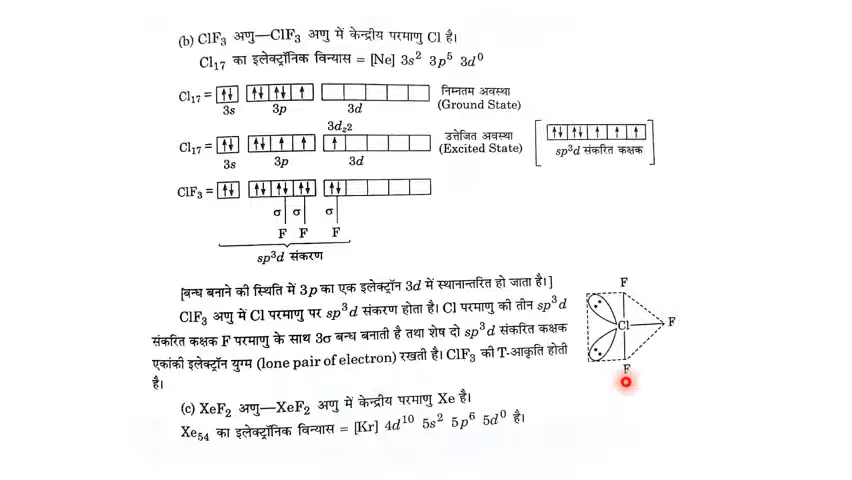 (b) ClF₃ अणु—ClF₃ अणु में केन्द्रीय परमाणु Cl है।
Cl₁₇ का इलेक्ट्रॉनिक विन्यास = [Ne] 3s² 3p⁵ 3d⁰
Cl₁₇ = ↑↓ ↑↓ ↑↓ ↑ निम्नतम अवस्था
3s 3p 3d (Ground State)
3d_z2
Cl₁₇ = ↑↓ ↑↓ ↑ ↑ ↑ उत्तेजित अवस्था ↑↓ ↑↓ ↑ ↑ ↑
3s 3p 3d (Excited State) sp³d संकरित कक्षक
ClF₃ = ↑↓ ↑↓ ↑↓ ↑↓ ↑↓
σ σ σ
F F F
sp³d संकरण
[बन्ध बनाने की स्थिति में 3p का एक इलेक्ट्रॉन 3d में स्थानान्तरित हो जाता है।]
ClF₃ अणु में Cl परमाणु पर sp³d संकरण होता है। Cl परमाणु की तीन sp³d
संकरित कक्षक F परमाणु के साथ 3σ बन्ध बनाती है तथा शेष दो sp³d संकरित कक्षक
एकांकी इलेक्ट्रॉन युग्म (lone pair of electron) रखती है। ClF₃ की T-आकृति होती
है।
F
Cl F
F
(c) XeF₂ अणु—XeF₂ अणु में केन्द्रीय परमाणु Xe है।
Xe₅₄ का इलेक्ट्रॉनिक विन्यास = [Kr] 4d¹⁰ 5s² 5p⁶ 5d⁰ है।